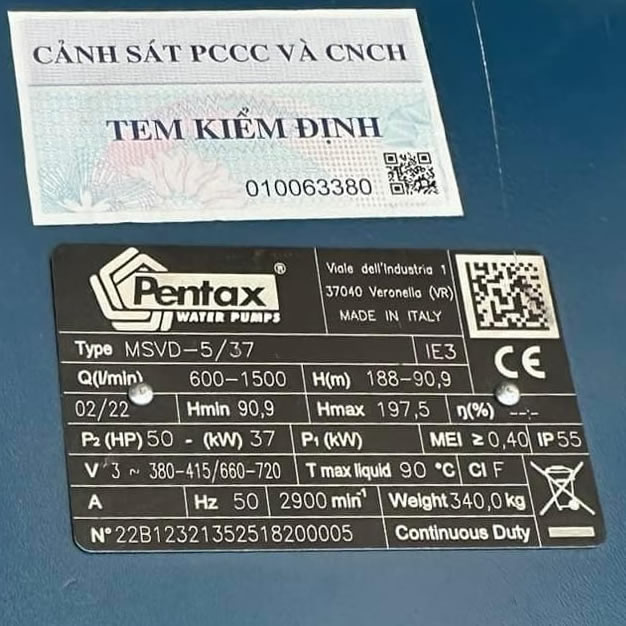 CẢNH SÁT PCCC VÀ CNCH
TEM KIỂM ĐỊNH
010063380
Pentax®
WATER PUMPS
Viale dell'Industria 1
37040 Veronella (VR)
MADE IN ITALY
Type MSVD-5/37 IE3
CE
Q(l/min) 600-1500 H(m) 188-90,9
02/22 Hmin 90,9 Hmax 197,5 η(%) --.-
P₂ (HP) 50 - (kW) 37 P₁ (kW) MEI ≥ 0,40 IP 55
V 3 ~ 380-415/660-720 T max liquid 90 °C Cl F
A Hz 50 2900 min⁻¹ Weight 340,0 kg
N° 22B12321352518200005 Continuous Duty